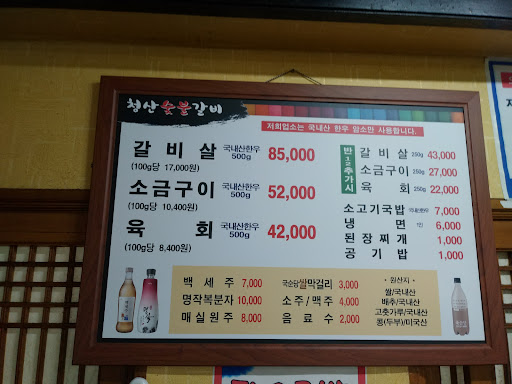 청산숯불갈비
저희업소는 국내산 한우 암소만 사용합니다.
갈비살 국내산한우 500g 85,000
(100g당 17,000원)
소금구이 국내산한우 500g 52,000
(100g당 10,400원)
육회 국내산한우 500g 42,000
(100g당 8,400원)
반 1/2 추가시
갈비살 250g 43,000
소금구이 250g 27,000
육회 250g 22,000
소고기국밥 7,000
냉면 6,000
된장찌개 1,000
공기밥 1,000
백세주 7,000
명작복분자 10,000
매실원주 8,000
국순당쌀막걸리 3,000
소주/맥주 4,000
음료수 2,000
• 원산지 •
쌀/국내산
배추/국내산
고춧가루/국내산
콩(두부)/미국산